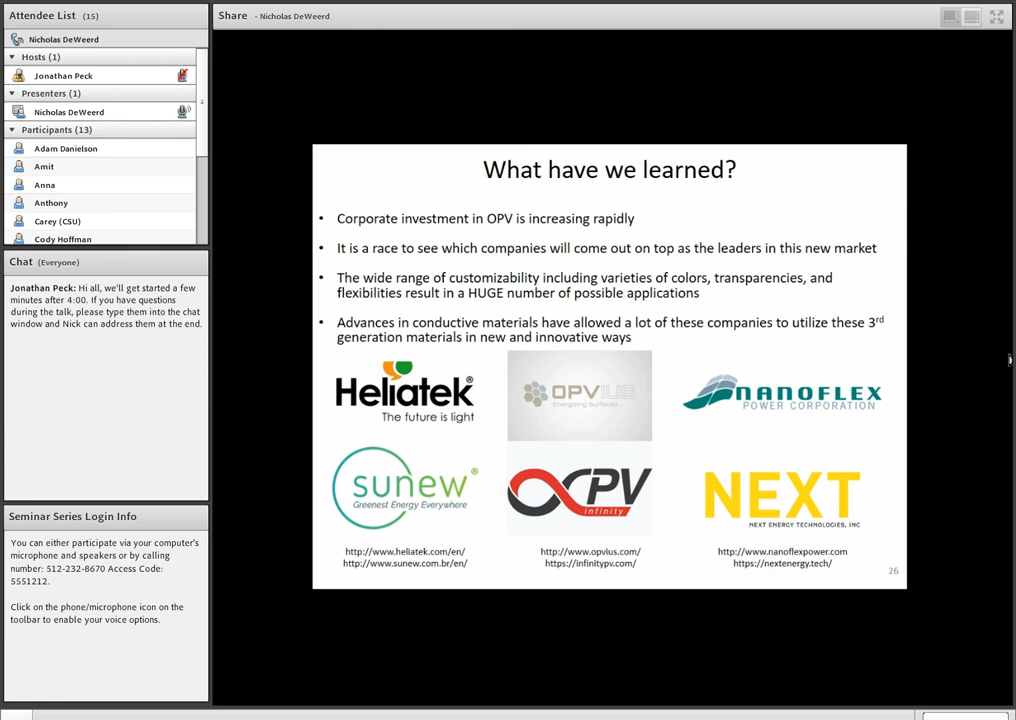 Attendee List (15)
Nicholas DeWeerd
Hosts (1)
Jonathan Peck
Presenters (1)
Nicholas DeWeerd
Participants (13)
Adam Danielson
Amit
Anna
Anthony
Carey (CSU)
Cody Hoffman
Chat (Everyone)
Jonathan Peck: Hi all, we'll get started a few
minutes after 4:00. If you have questions
during the talk, please type them into the chat
window and Nick can address them at the end.
Seminar Series Login Info
You can either participate via your computer's
microphone and speakers or by calling
number: 512-232-8670 Access Code:
5551212.
Click on the phone/microphone icon on the
toolbar to enable your voice options.
Share - Nicholas DeWeerd
What have we learned?
• Corporate investment in OPV is increasing rapidly
• It is a race to see which companies will come out on top as the leaders in this new market
• The wide range of customizability including varieties of colors, transparencies, and
flexibilities result in a HUGE number of possible applications
• Advances in conductive materials have allowed a lot of these companies to utilize these 3rd
generation materials in new and innovative ways
Heliatek®
The future is light
OPVIUS
Energizing Surfaces
NANOFLEX
POWER CORPORATION
sunew®
Greenest Energy Everywhere
PV
infinity
NEXT
NEXT ENERGY TECHNOLOGIES, INC
http://www.heliatek.com/en/
http://www.sunew.com.br/en/
http://www.opvius.com/
https://infinitypv.com/
http://www.nanoflexpower.com
https://nextenergy.tech/
26